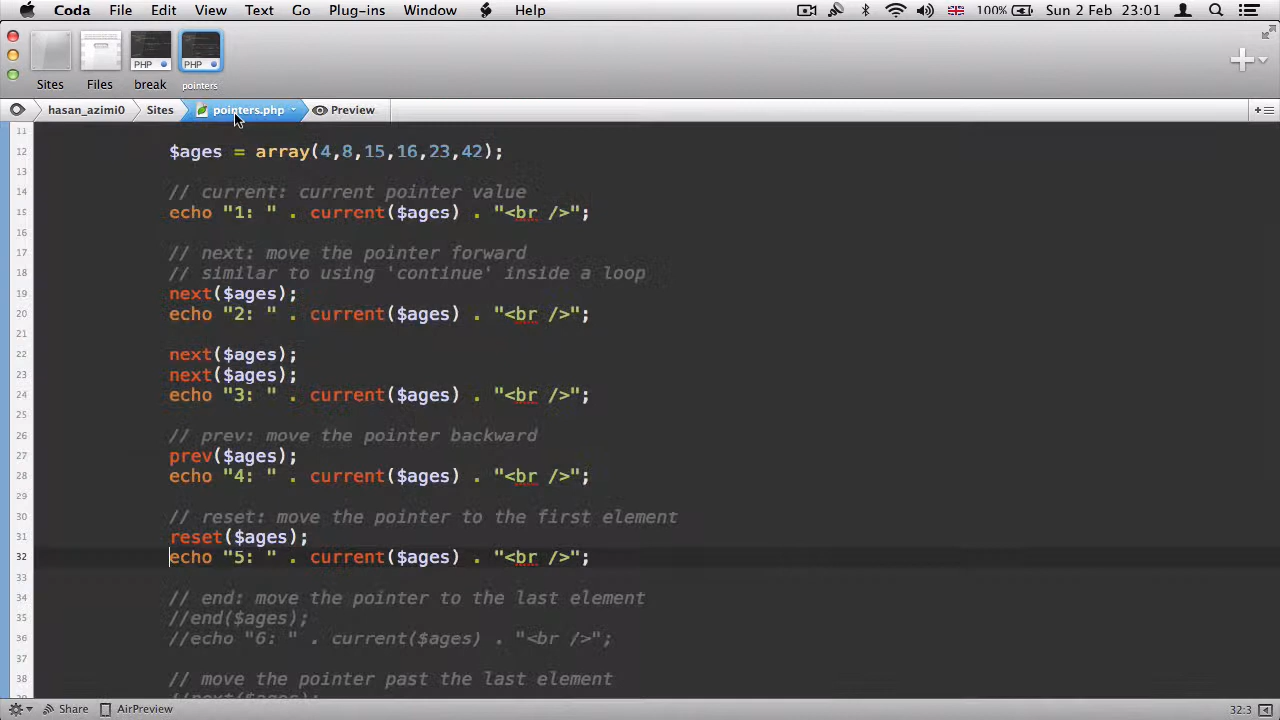 Coda File Edit View Text Go Plug-ins Window Help 100% Sun 2 Feb 23:01
PHP PHP
Sites Files break pointers
hasan_azimi0 Sites pointers.php Preview
11
12 $ages = array(4,8,15,16,23,42);
13
14 // current: current pointer value
15 echo "1: " . current($ages) . "<br />";
16
17 // next: move the pointer forward
18 // similar to using 'continue' inside a loop
19 next($ages);
20 echo "2: " . current($ages) . "<br />";
21
22 next($ages);
23 next($ages);
24 echo "3: " . current($ages) . "<br />";
25
26 // prev: move the pointer backward
27 prev($ages);
28 echo "4: " . current($ages) . "<br />";
29
30 // reset: move the pointer to the first element
31 reset($ages);
32 echo "5: " . current($ages) . "<br />";
33
34 // end: move the pointer to the last element
35 //end($ages);
36 //echo "6: " . current($ages) . "<br />";
37
38 // move the pointer past the last element
39 //next($ages);
Share AirPreview 32:3